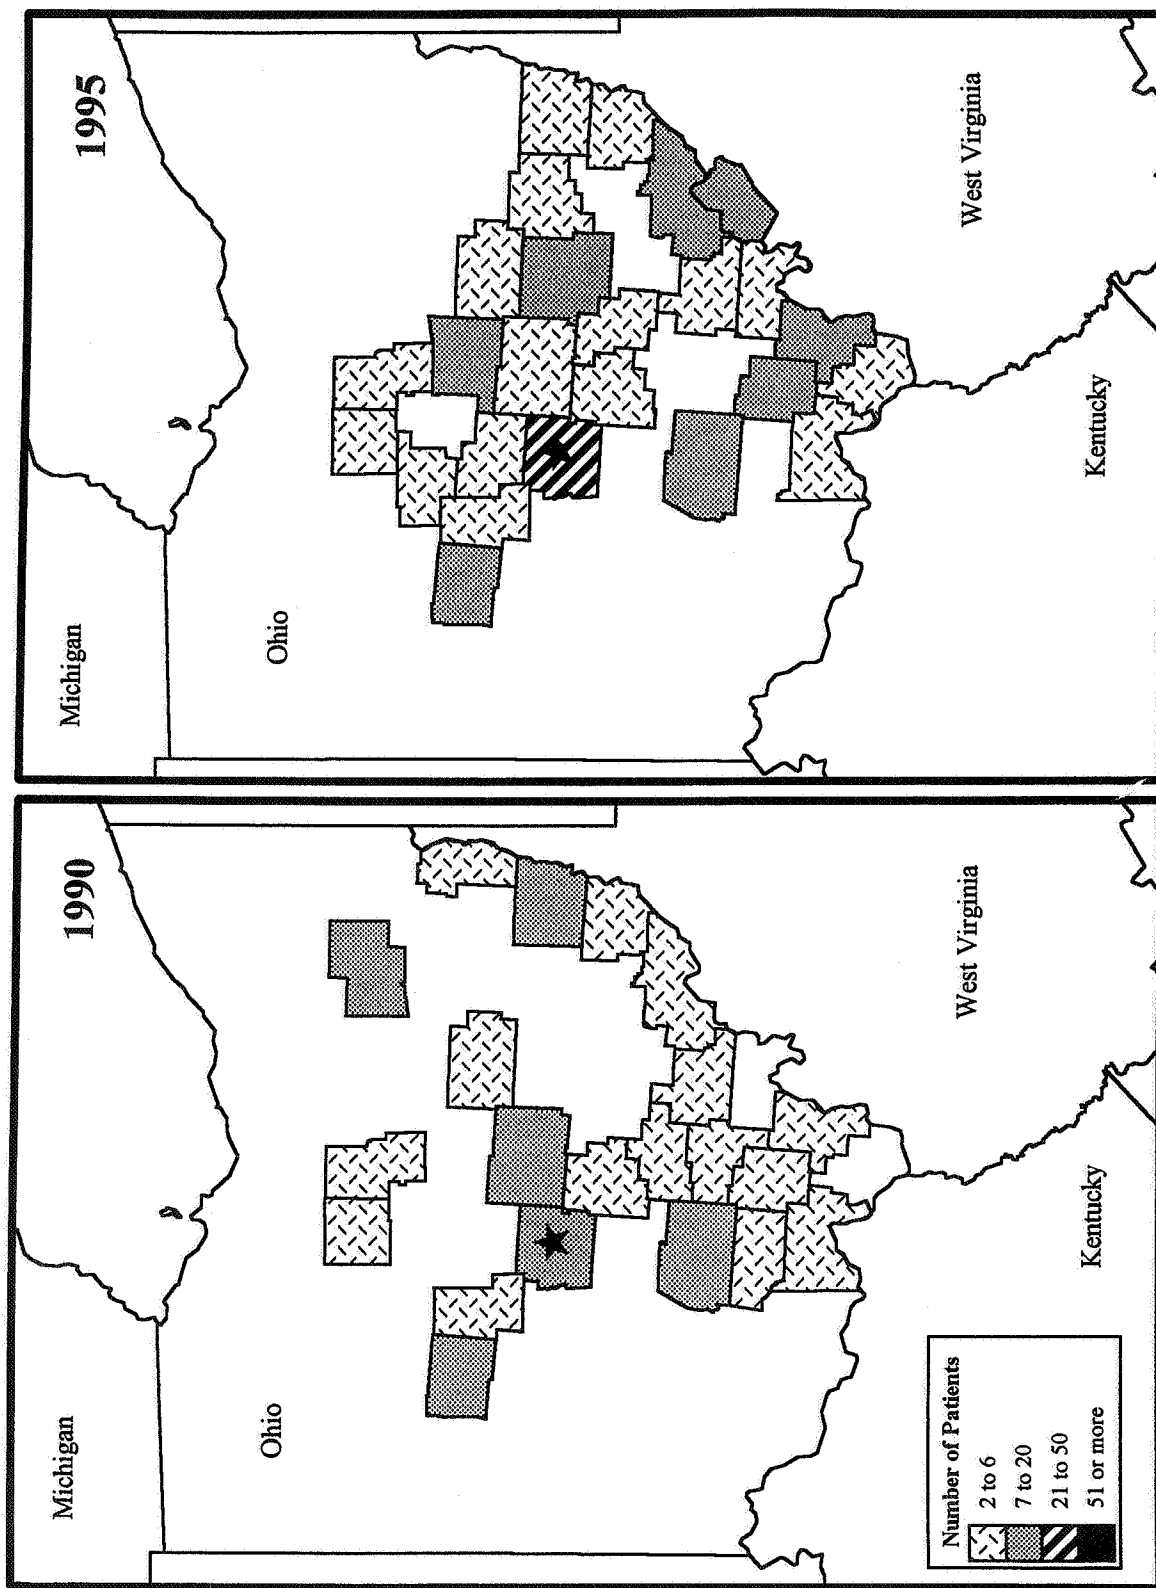 1990
Michigan
Ohio
West Virginia
Kentucky
Number of Patients
2 to 6
7 to 20
21 to 50
51 or more
1995
Michigan
Ohio
West Virginia
Kentucky